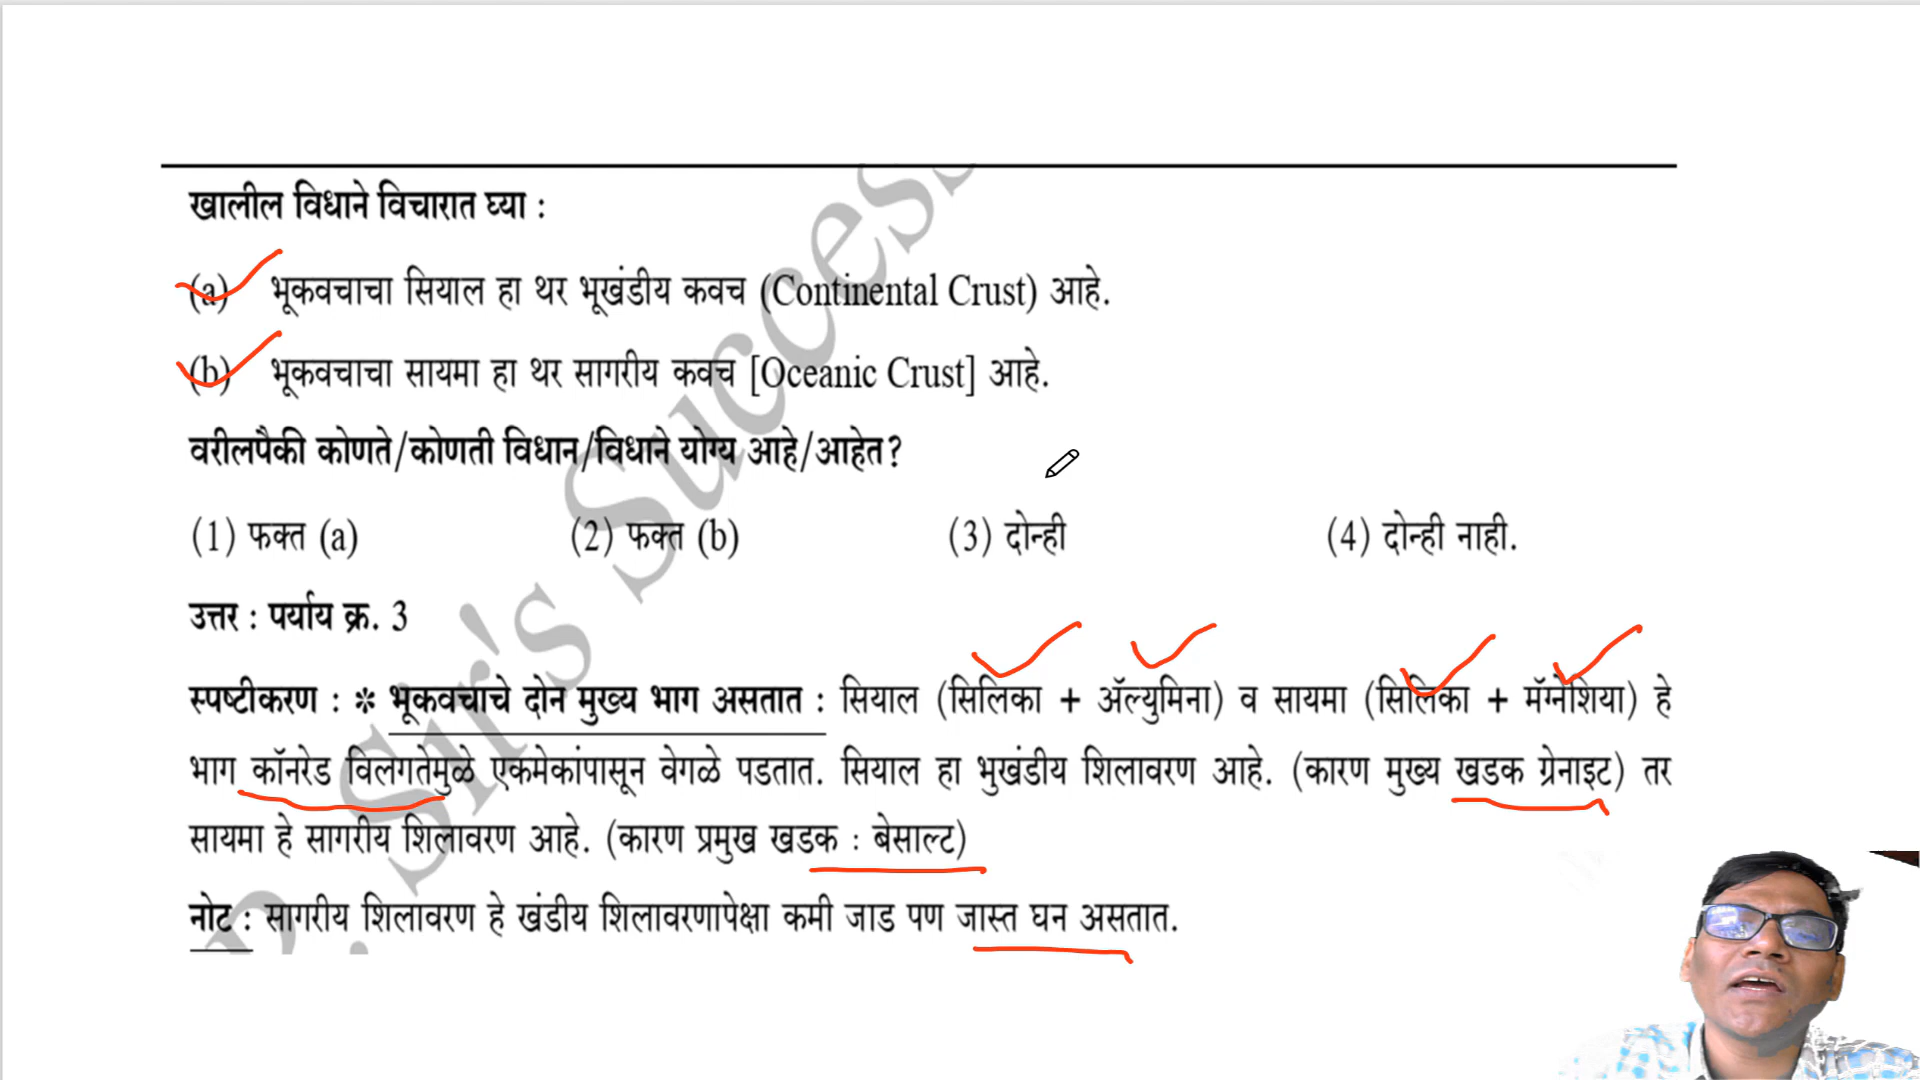 खालील विधाने विचारात घ्या :
(a) भूकवचाचा सियाल हा थर भूखंडीय कवच (Continental Crust) आहे.
(b) भूकवचाचा सायमा हा थर सागरीय कवच [Oceanic Crust] आहे.
वरीलपैकी कोणते/कोणती विधान/विधाने योग्य आहे/आहेत?
(1) फक्त (a) (2) फक्त (b) (3) दोन्ही (4) दोन्ही नाही.
उत्तर : पर्याय क्र. 3
स्पष्टीकरण : * भूकवचाचे दोन मुख्य भाग असतात : सियाल (सिलिका + ॲल्युमिना) व सायमा (सिलिका + मॅग्नेशिया) हे
भाग कॉनरेड विलगतेमुळे एकमेकांपासून वेगळे पडतात. सियाल हा भुखंडीय शिलावरण आहे. (कारण मुख्य खडक ग्रेनाइट) तर
सायमा हे सागरीय शिलावरण आहे. (कारण प्रमुख खडक : बेसाल्ट)
नोट : सागरीय शिलावरण हे खंडीय शिलावरणापेक्षा कमी जाड पण जास्त घन असतात.
Sir's Success